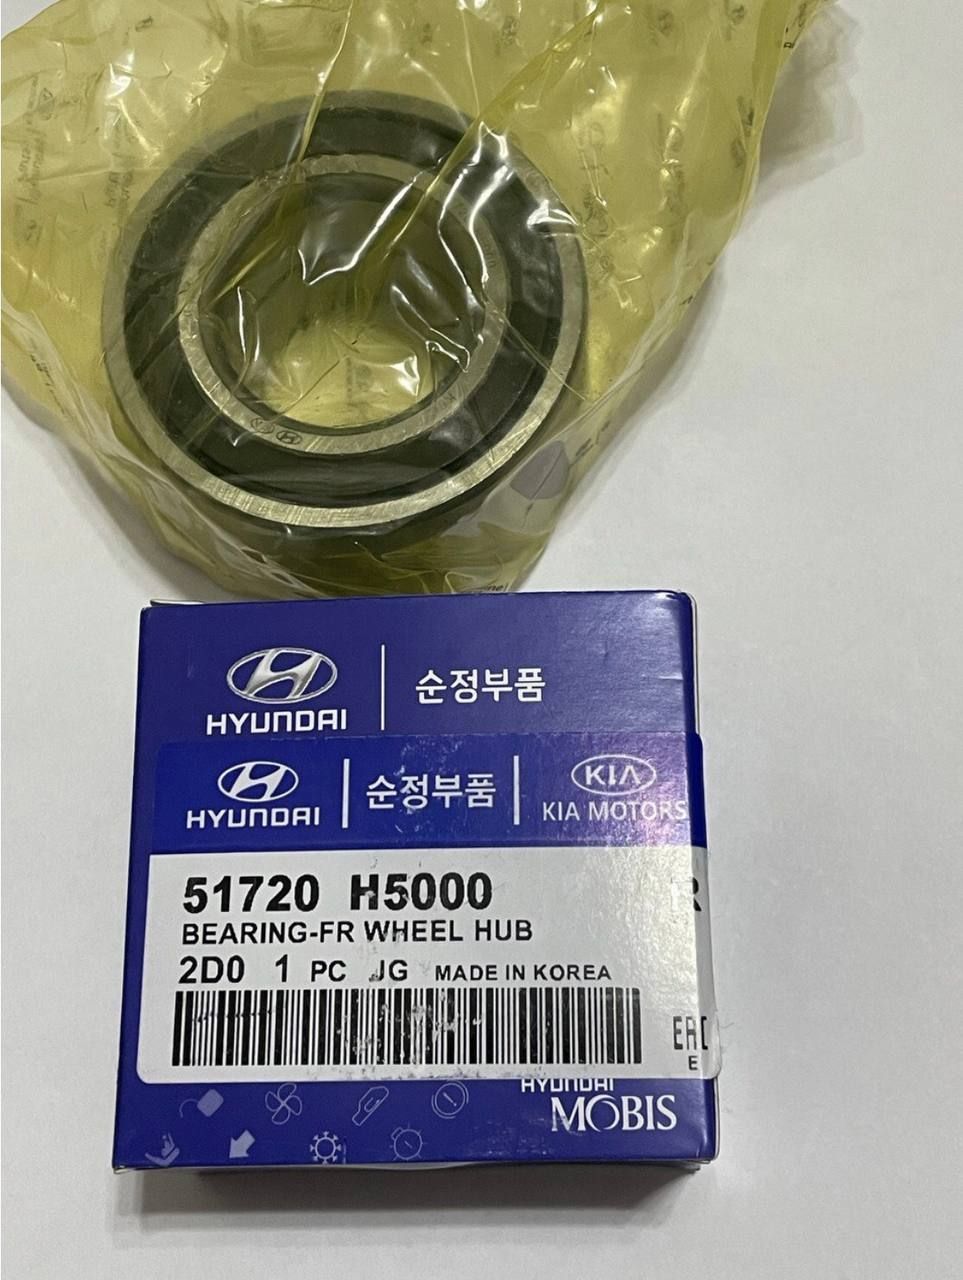 HYUNDAI 순정부품
HYUNDAI 순정부품 KIA
KIA MOTORS
51720 H5000
BEARING-FR WHEEL HUB
2D0 1 PC JG MADE IN KOREA
EAC
HYUNDAI
MOBIS